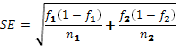 SE = √(f₁(1 − f₁)/n₁ + f₂(1 − f₂)/n₂)